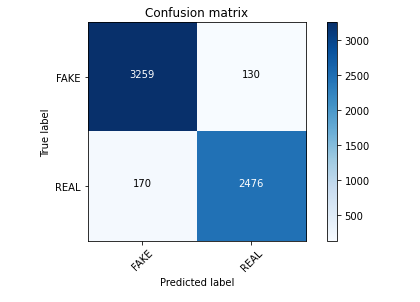 Confusion matrix
True label
FAKE
3259
130
REAL
170
2476
FAKE
REAL
Predicted label
3000
2500
2000
1500
1000
500